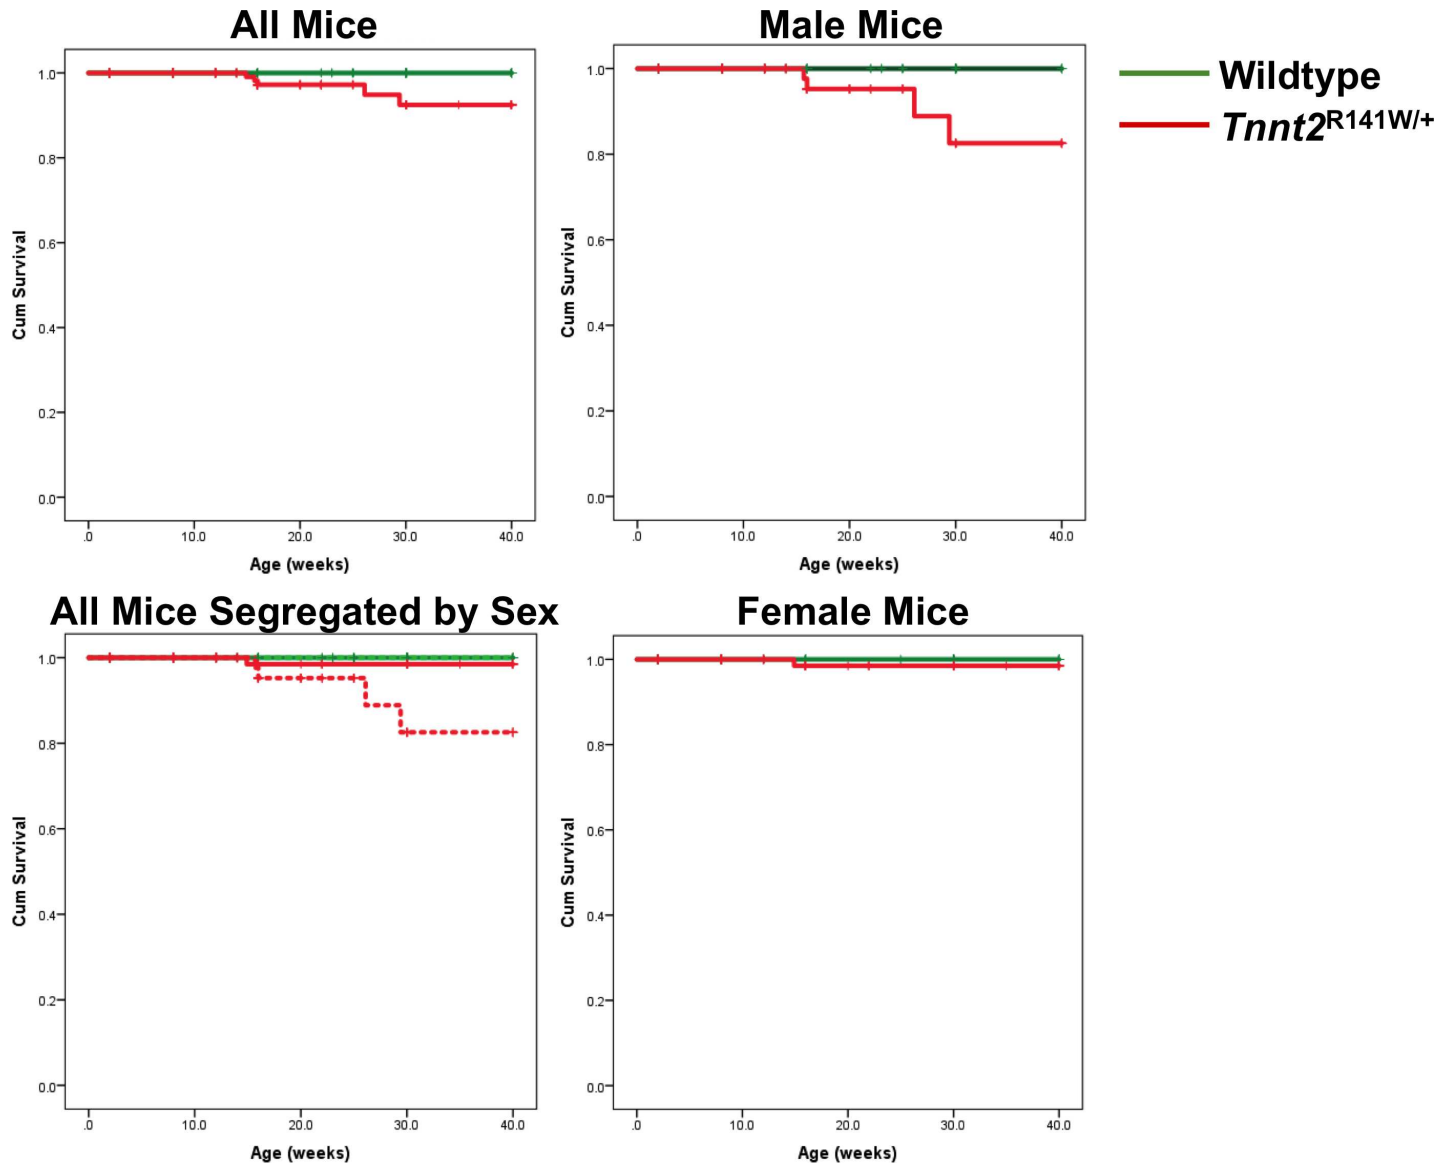 All Mice
1.0
0.8
0.6
0.4
0.2
0.0
Cum Survival
.0 10.0 20.0 30.0 40.0
Age (weeks)
Male Mice
1.0
0.8
0.6
0.4
0.2
0.0
Cum Survival
.0 10.0 20.0 30.0 40.0
Age (weeks)
Wildtype
Tnnt2R141W/+
All Mice Segregated by Sex
1.0
0.8
0.6
0.4
0.2
0.0
Cum Survival
.0 10.0 20.0 30.0 40.0
Age (weeks)
Female Mice
1.0
0.8
0.6
0.4
0.2
0.0
Cum Survival
.0 10.0 20.0 30.0 40.0
Age (weeks)